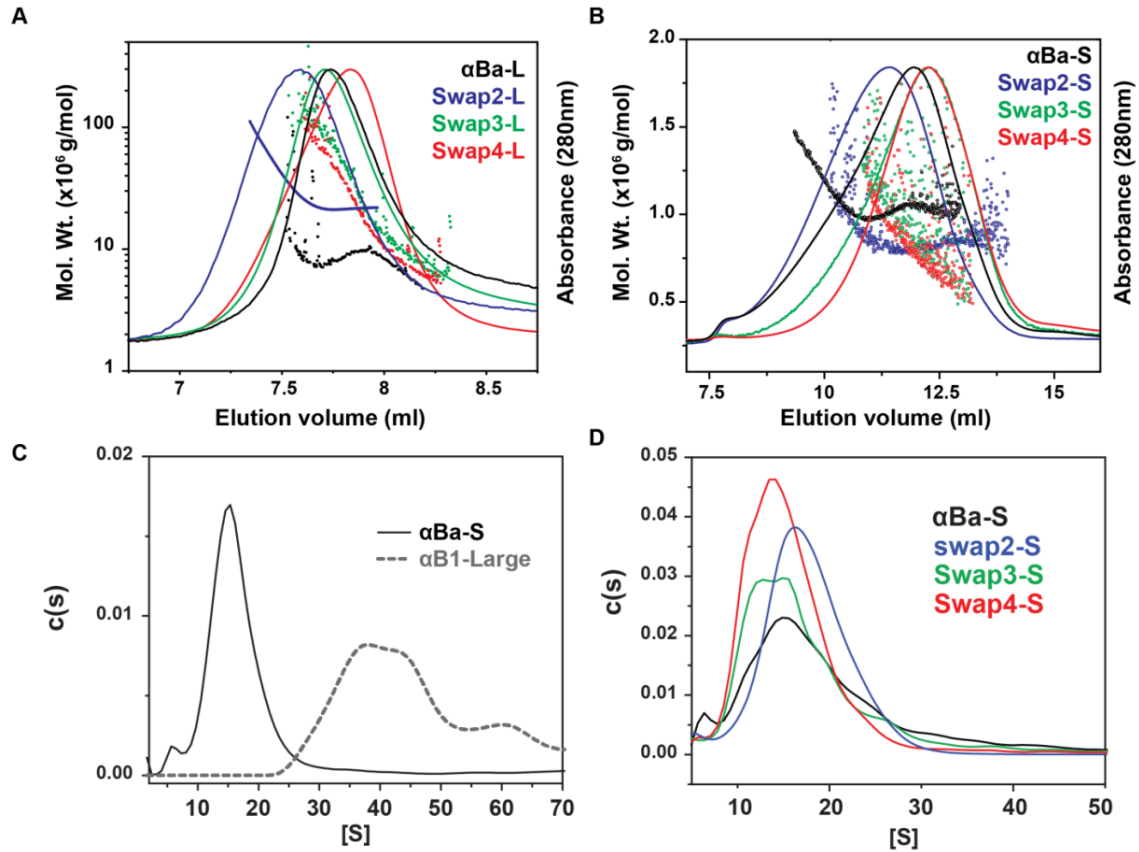 A
αBa-L
Swap2-L
Swap3-L
Swap4-L
Mol. Wt. (x10⁶ g/mol)
Absorbance (280nm)
100
10
1
7
7.5
8
8.5
Elution volume (ml)
B
αBa-S
Swap2-S
Swap3-S
Swap4-S
Mol. Wt. (x10⁶ g/mol)
Absorbance (280nm)
2.0
1.5
1.0
0.5
7.5
10
12.5
15
Elution volume (ml)
C
αBa-S
αB1-Large
c(s)
0.02
0.01
0.00
10
20
30
40
50
60
70
[S]
D
αBa-S
swap2-S
Swap3-S
Swap4-S
c(s)
0.05
0.04
0.03
0.02
0.01
0.00
10
20
30
40
50
[S]